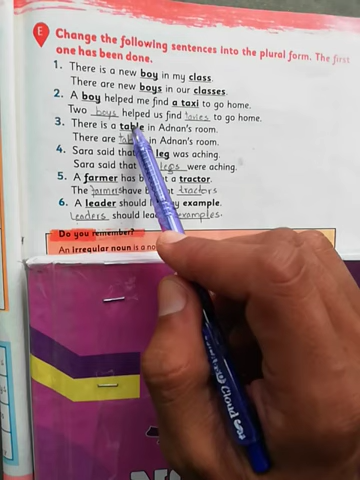 E Change the following sentences into the plural form. The first
one has been done.
1. There is a new boy in my class.
There are new boys in our classes.
2. A boy helped me find a taxi to go home.
Two boys helped us find taxies to go home.
3. There is a table in Adnan's room.
There are in Adnan's room.
4. Sara said that leg was aching.
Sara said that legs were aching.
5. A farmer has a tractor.
The farmers have tractors
6. A leader should example.
Leaders should lead examples.
Do you remember?
An irregular noun is a no